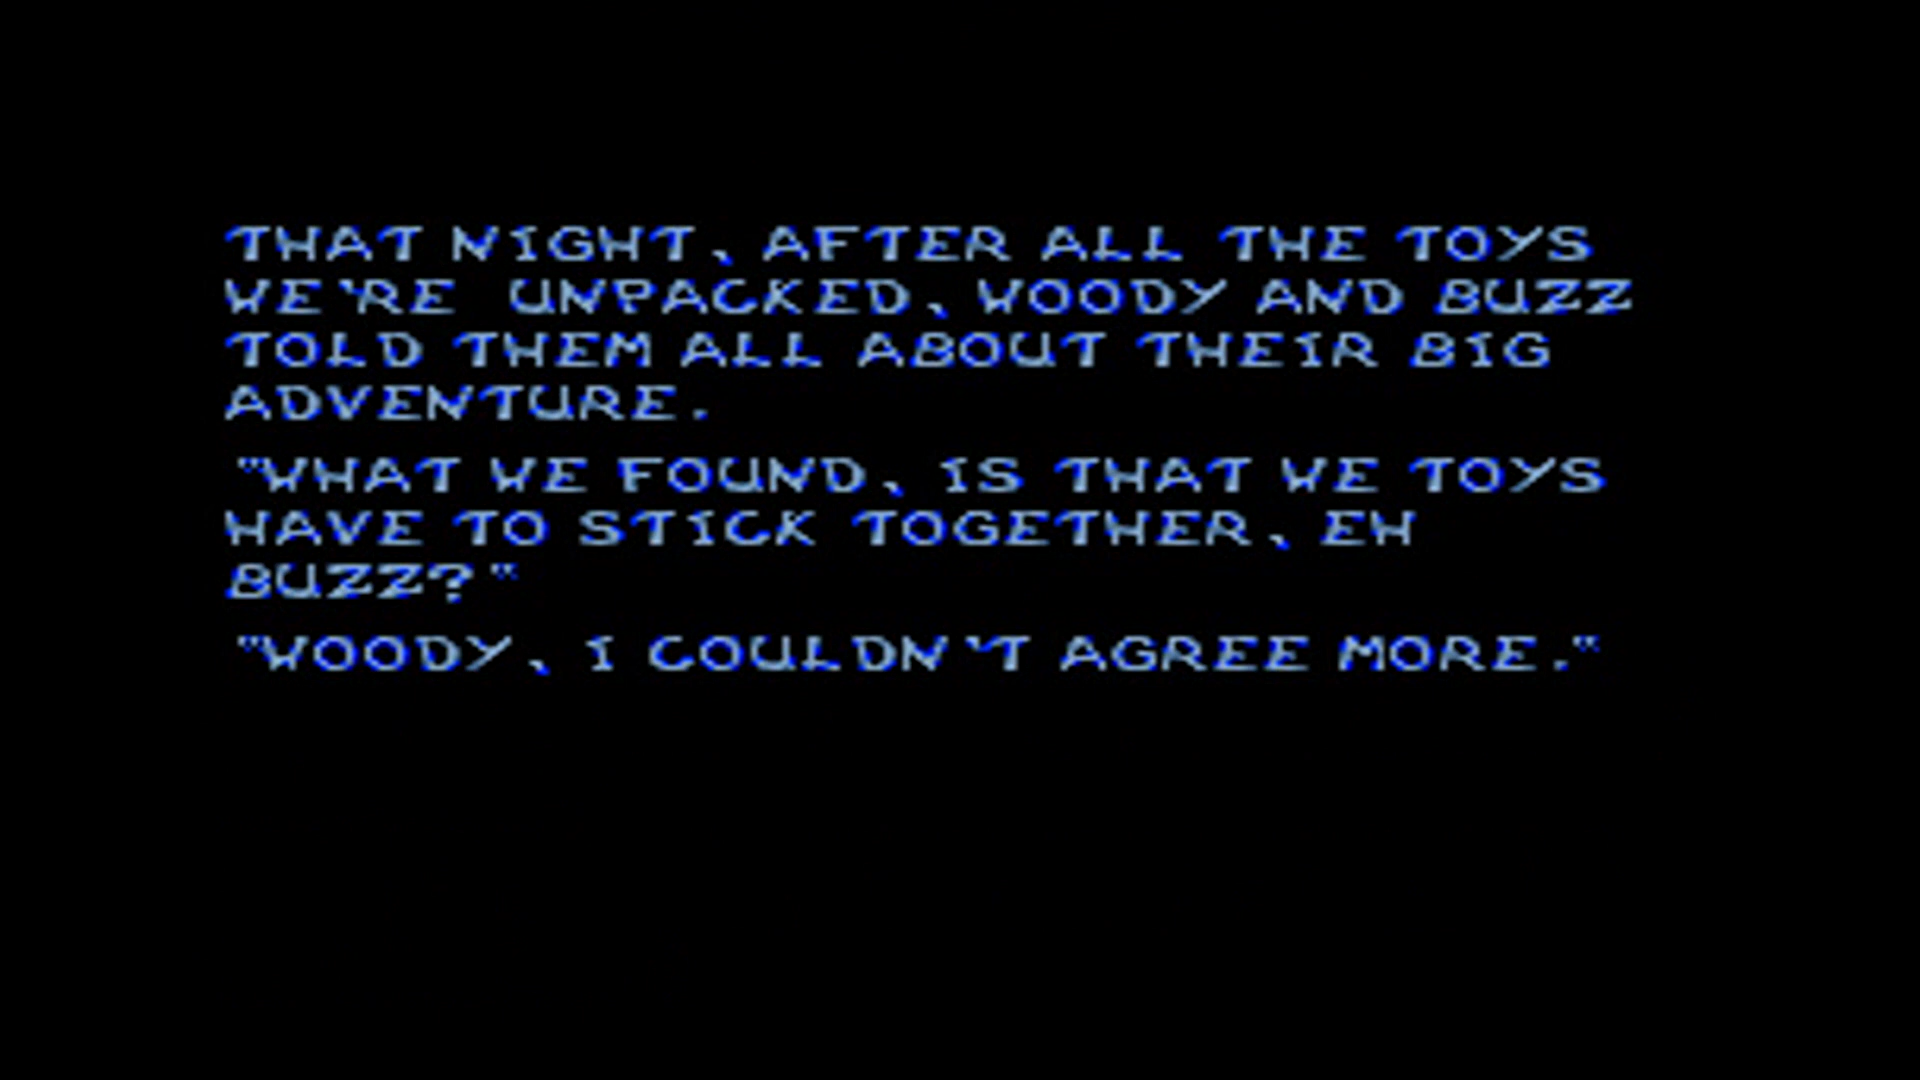 THAT NIGHT, AFTER ALL THE TOYS
WE'RE UNPACKED, WOODY AND BUZZ
TOLD THEM ALL ABOUT THEIR BIG
ADVENTURE.
"WHAT WE FOUND, IS THAT WE TOYS
HAVE TO STICK TOGETHER, EH
BUZZ?"
"WOODY, I COULDN'T AGREE MORE."